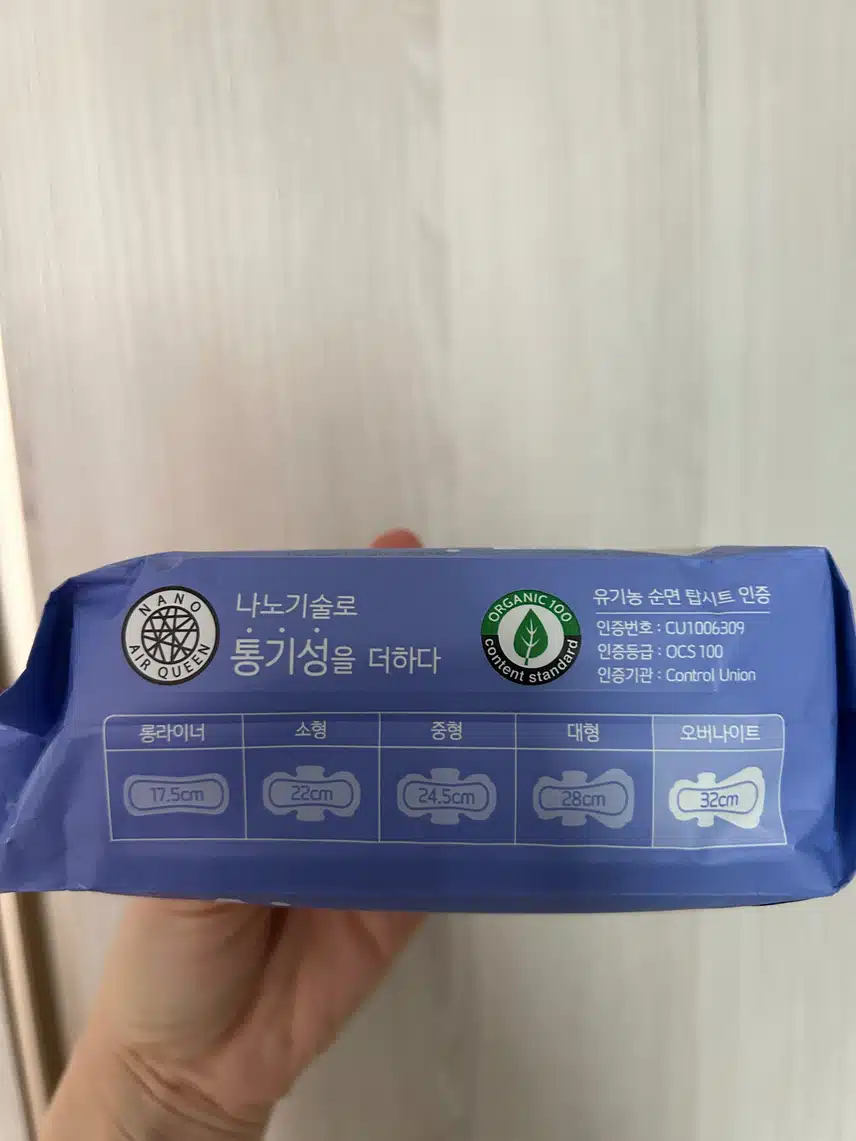 NANO
AIR QUEEN
나노기술로
통기성을 더하다
ORGANIC 100
content standard
유기농 순면 탑시트 인증
인증번호 : CU1006309
인증등급 : OCS 100
인증기관 : Control Union
롱라이너 소형 중형 대형 오버나이트
17.5cm 22cm 24.5cm 28cm 32cm